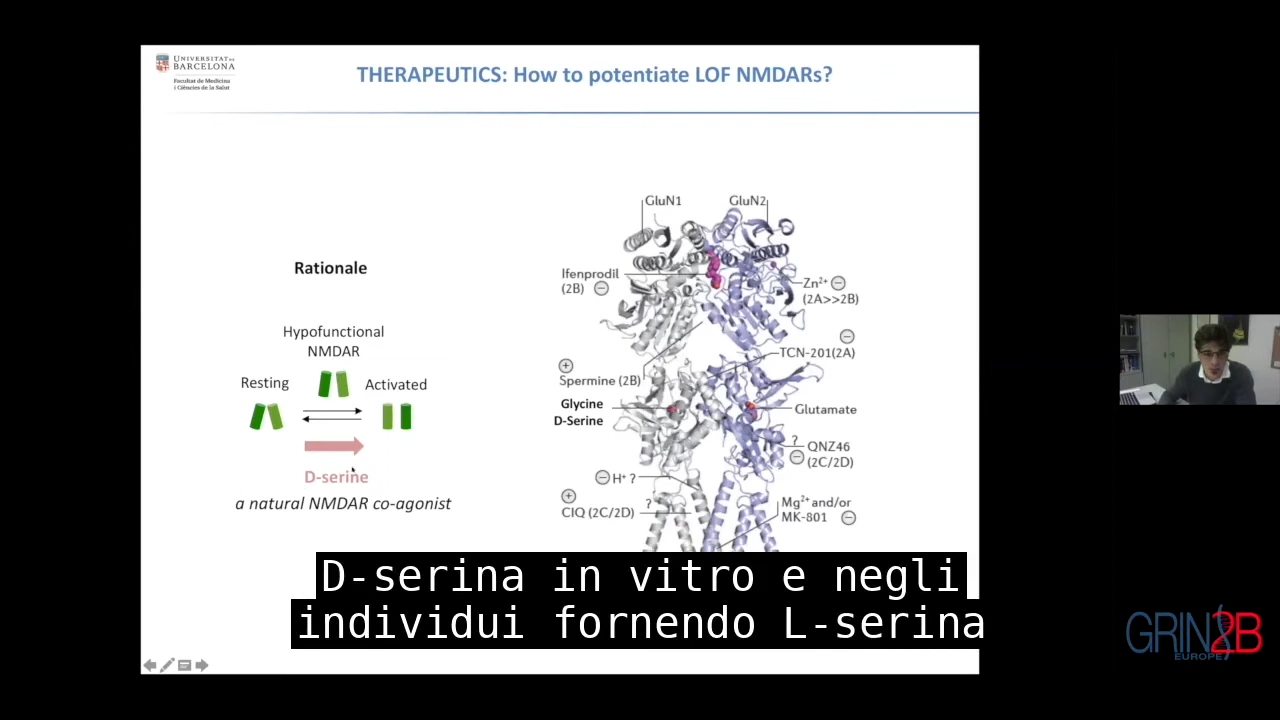 UNIVERSITAT DE
BARCELONA
Facultat de Medicina
i Ciències de la Salut
THERAPEUTICS: How to potentiate LOF NMDARs?
Rationale
Hypofunctional
NMDAR
Resting
Activated
D-serine
a natural NMDAR co-agonist
GluN1
GluN2
Ifenprodil
(2B) −
Zn²⁺ −
(2A>>2B)
−
TCN-201(2A)
+
Spermine (2B)
Glycine
D-Serine
Glutamate
?
QNZ46
− (2C/2D)
− H⁺ ?
+
CIQ (2C/2D)
?
Mg²⁺ and/or
MK-801 −
D-serina in vitro e negli
individui fornendo L-serina
GRIN2B
EUROPE